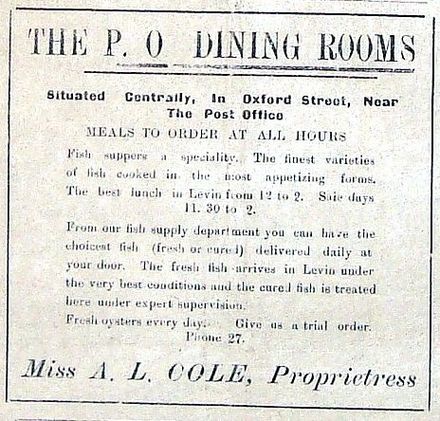 THE P. O DINING ROOMS
Situated Centrally, In Oxford Street, Near
The Post Office
MEALS TO ORDER AT ALL HOURS
Fish suppers a speciality. The finest varieties
of fish cooked in the most appetizing forms.
The best lunch in Levin from 12 to 2. Sale days
11.30 to 2.
From our fish supply department you can have the
choicest fish (fresh or cured) delivered daily at
your door. The fresh fish arrives in Levin under
the very best conditions and the cured fish is treated
here under expert supervision.
Fresh oysters every day. Give us a trial order.
Phone 27.
Miss A. L. COLE, Proprietress